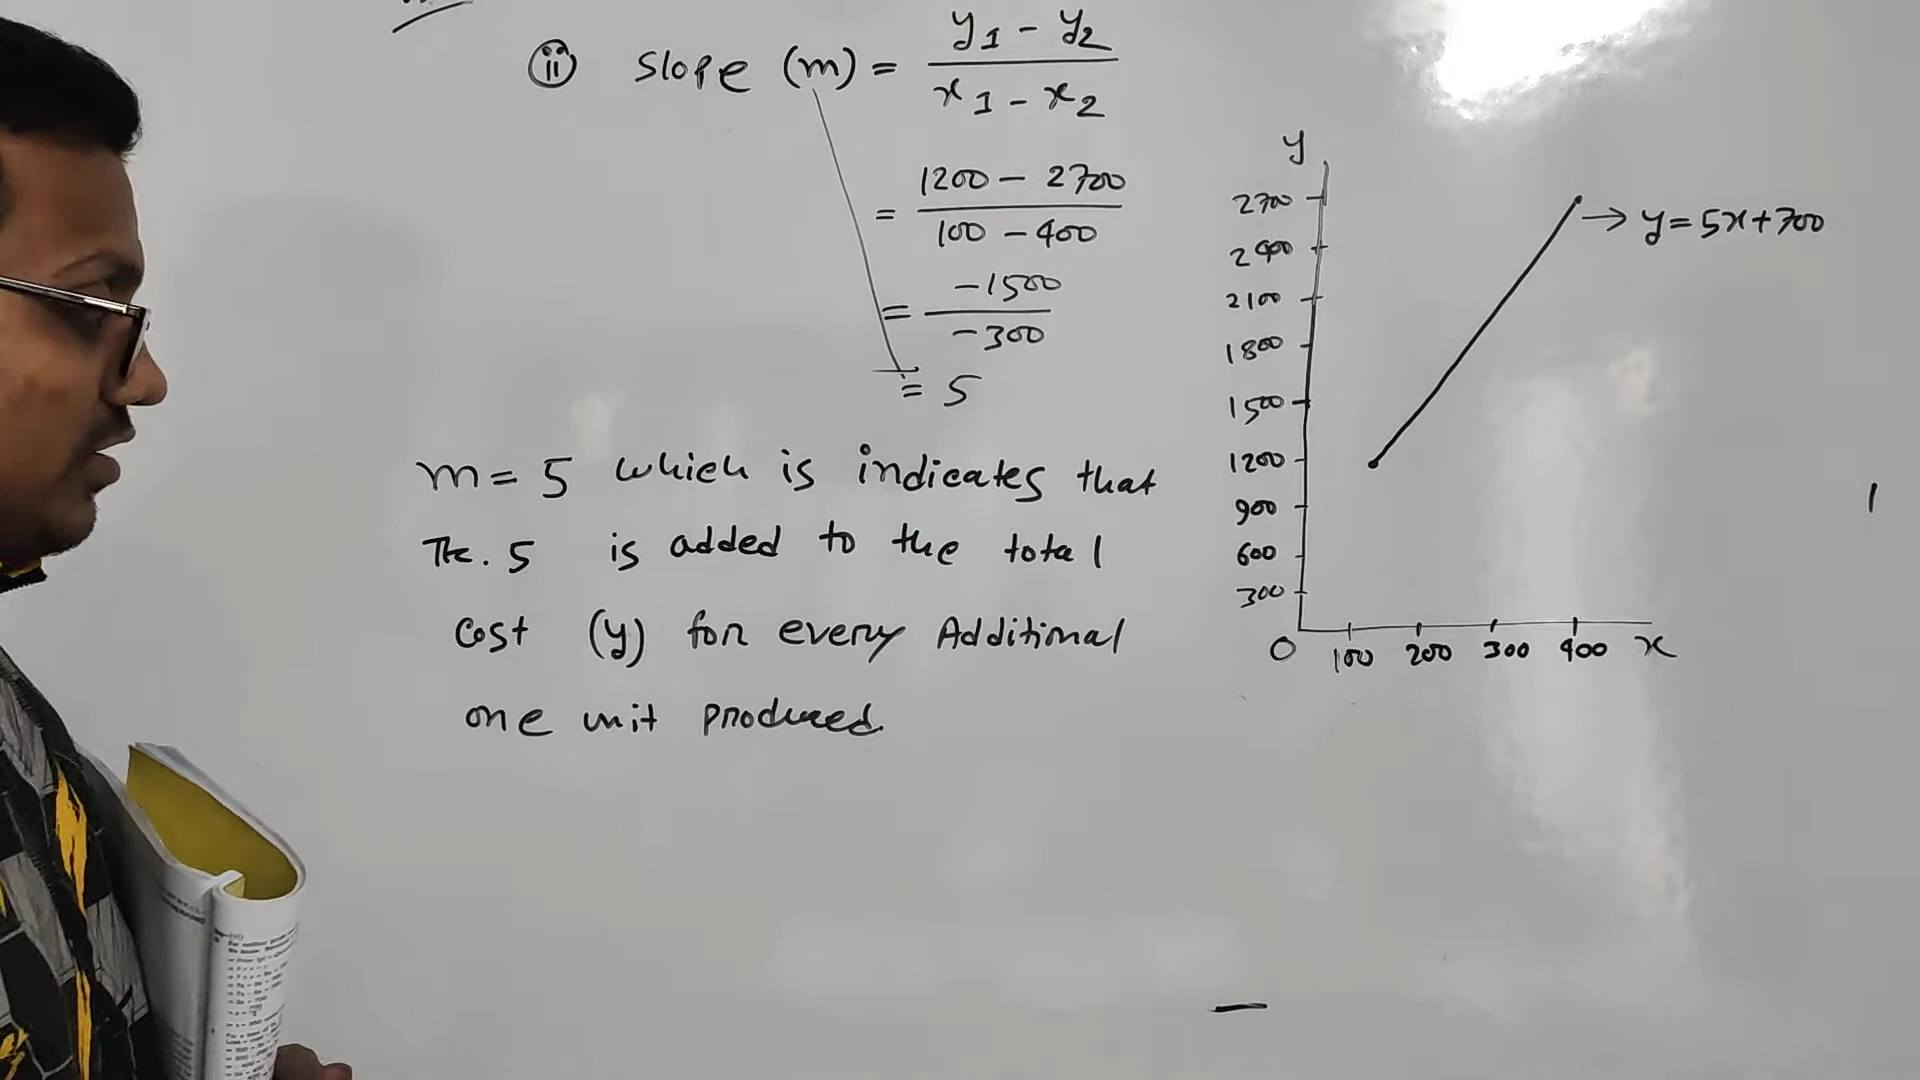 ii Slope (m) = y1 - y2 / x1 - x2
= 1200 - 2700 / 100 - 400
= -1500 / -300
= 5
m = 5 which is indicates that
Tk. 5 is added to the total
cost (y) for every Additional
one unit produced.
y
2700
2400
2100
1800
1500
1200
900
600
300
0 100 200 300 400 x
→ y = 5x + 700